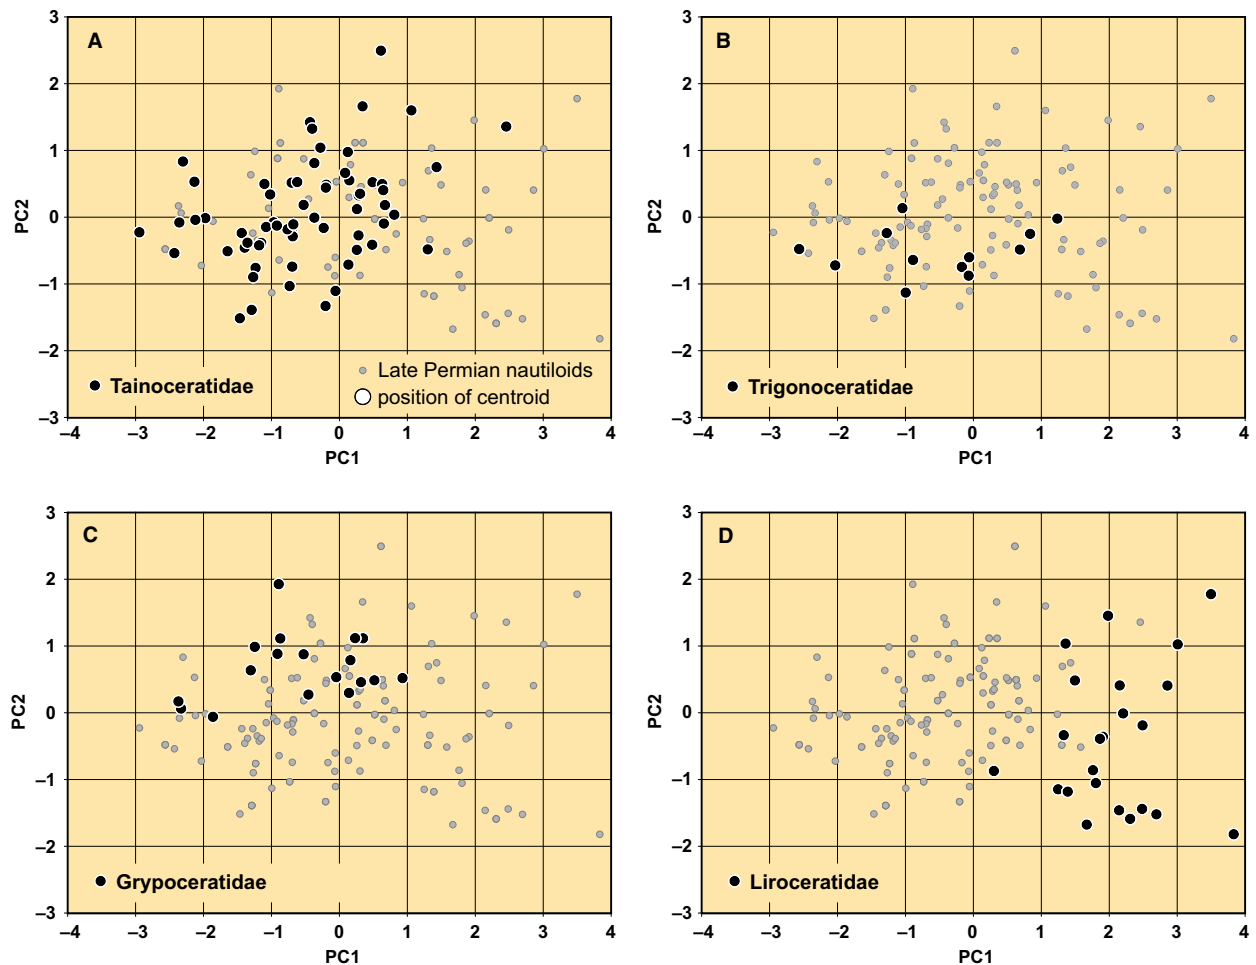 A
3
2
1
0
–1
–2
–3
PC2
Tainoceratidae
Late Permian nautiloids
position of centroid
–4 –3 –2 –1 0 1 2 3 4
PC1
B
3
2
1
0
–1
–2
–3
PC2
Trigonoceratidae
–4 –3 –2 –1 0 1 2 3 4
PC1
C
3
2
1
0
–1
–2
–3
PC2
Grypoceratidae
–4 –3 –2 –1 0 1 2 3 4
PC1
D
3
2
1
0
–1
–2
–3
PC2
Liroceratidae
–4 –3 –2 –1 0 1 2 3 4
PC1